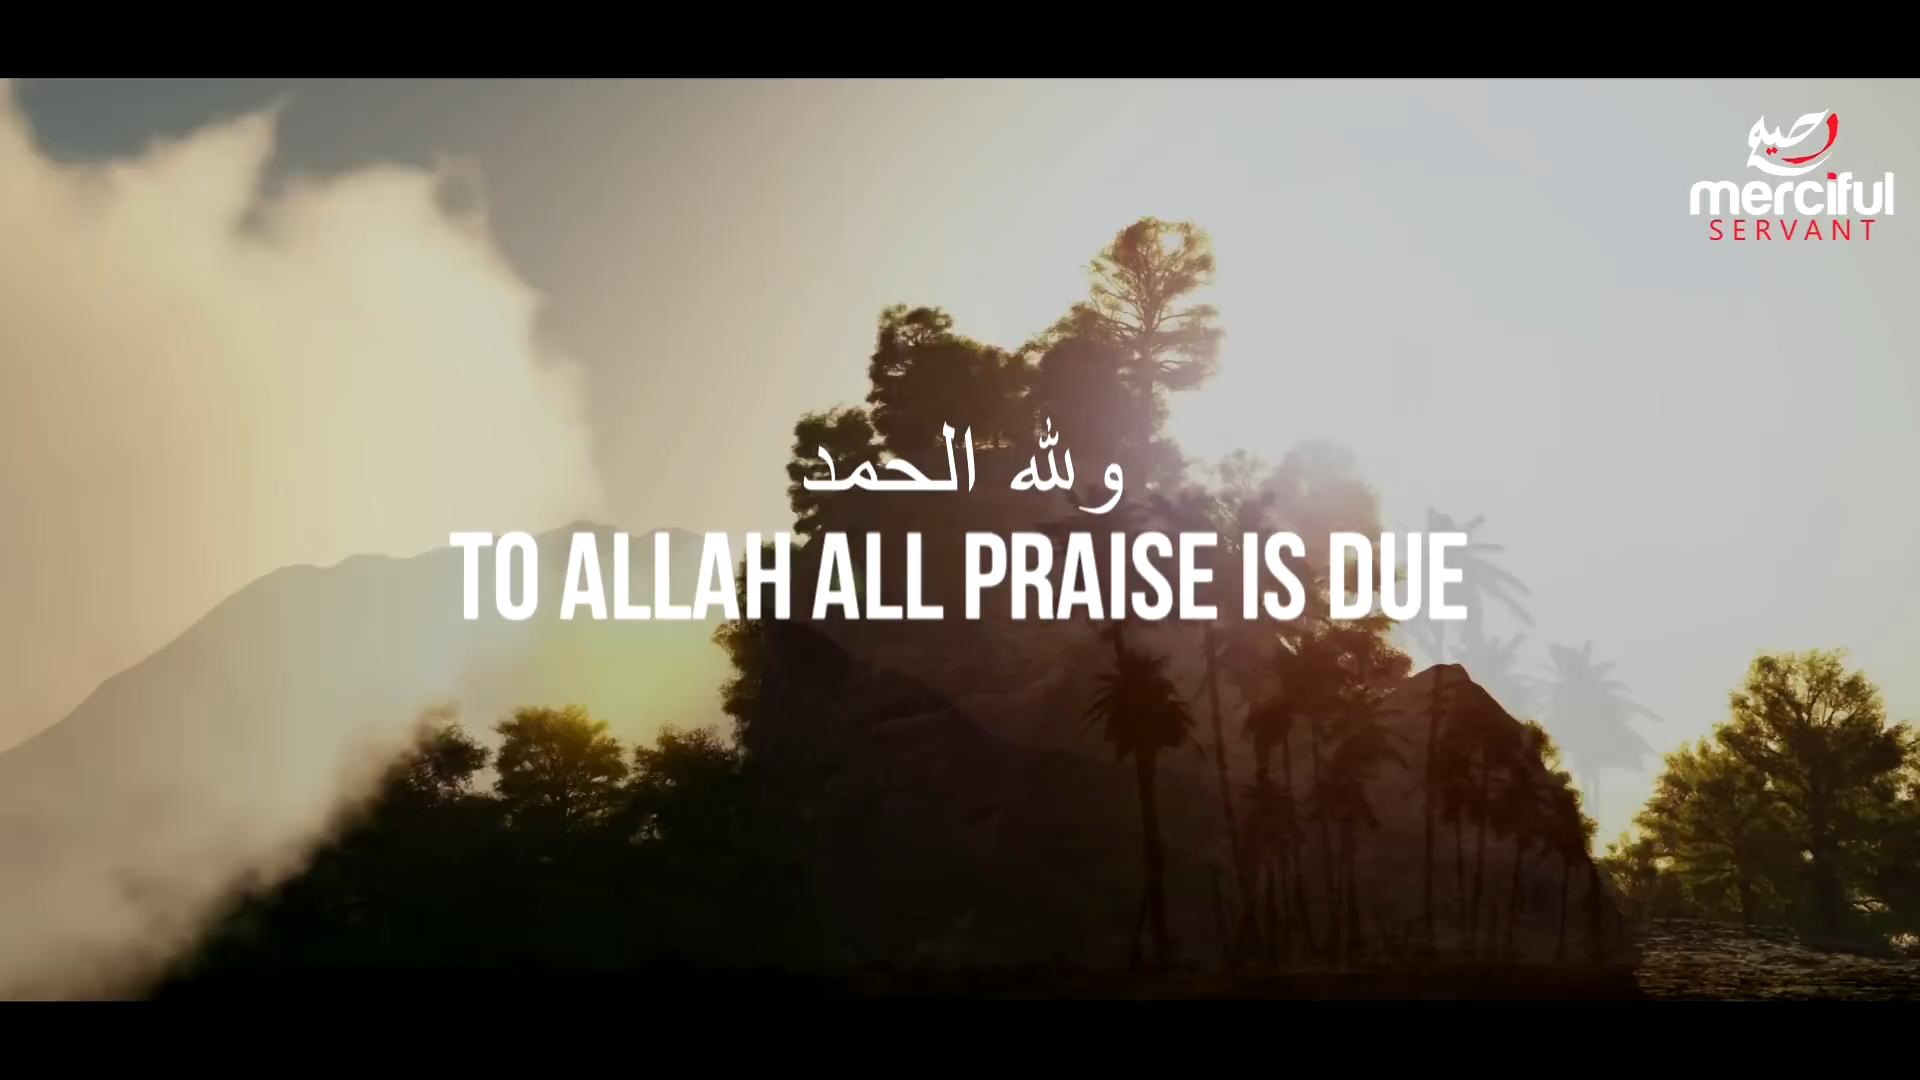 رحيم
merciful
SERVANT
ولله الحمد
TO ALLAH ALL PRAISE IS DUE